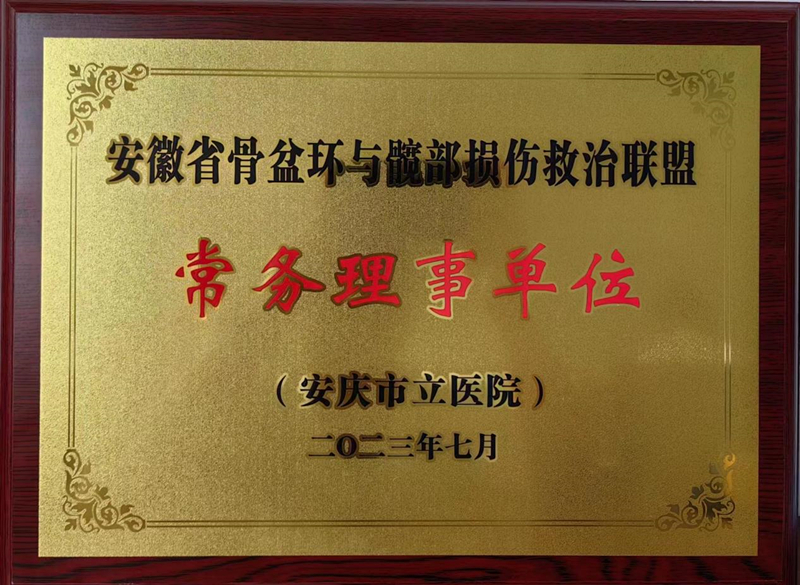 安徽省骨盆环与髋部损伤救治联盟
常务理事单位
（安庆市立医院）
二〇二三年七月